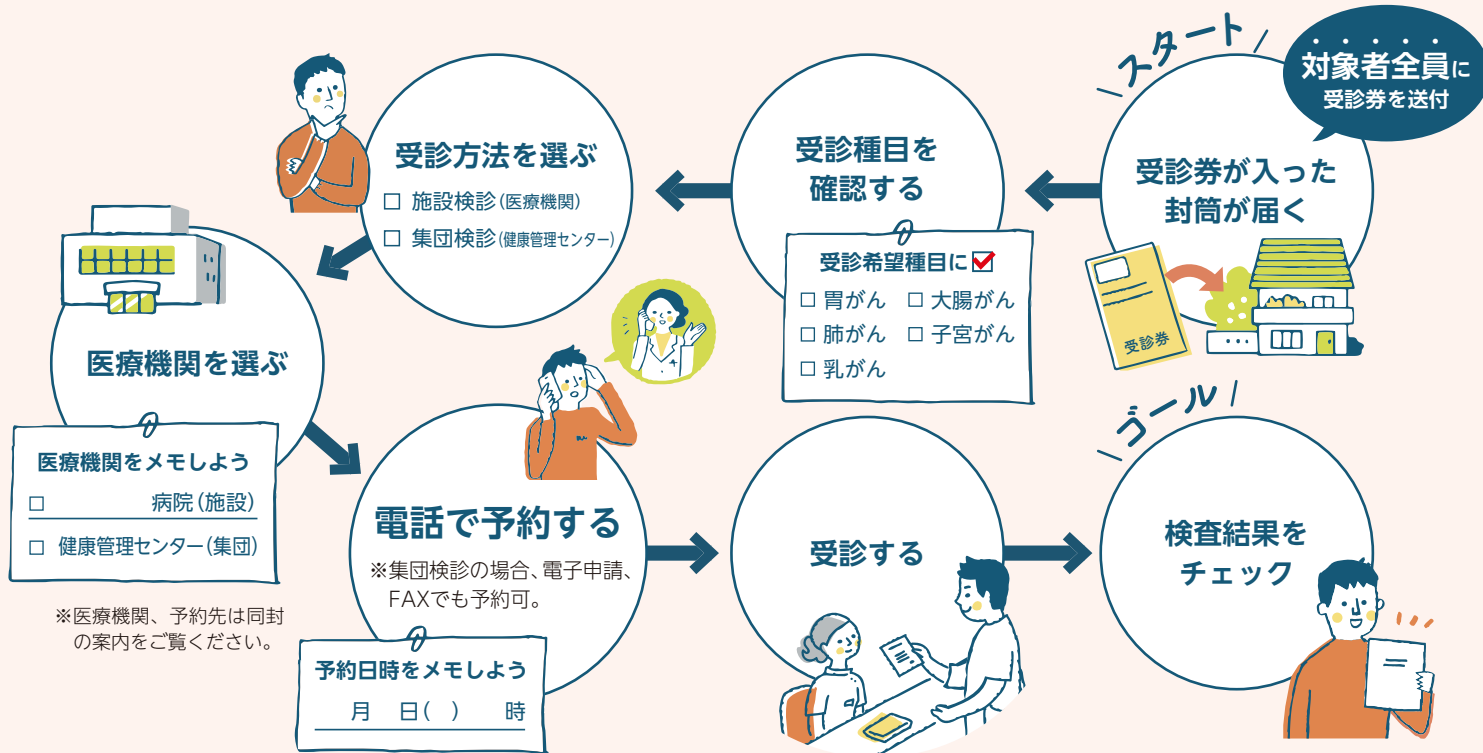 スタート
対象者全員に
受診券を送付
受診券が入った
封筒が届く
受診券
受診種目を
確認する
受診希望種目に☑
□ 胃がん □ 大腸がん
□ 肺がん □ 子宮がん
□ 乳がん
受診方法を選ぶ
□ 施設検診(医療機関)
□ 集団検診(健康管理センター)
医療機関を選ぶ
医療機関をメモしよう
□ 病院(施設)
□ 健康管理センター(集団)
※医療機関、予約先は同封
の案内をご覧ください。
電話で予約する
※集団検診の場合、電子申請、
FAXでも予約可。
予約日時をメモしよう
月 日( ) 時
受診する
ゴール
検査結果を
チェック